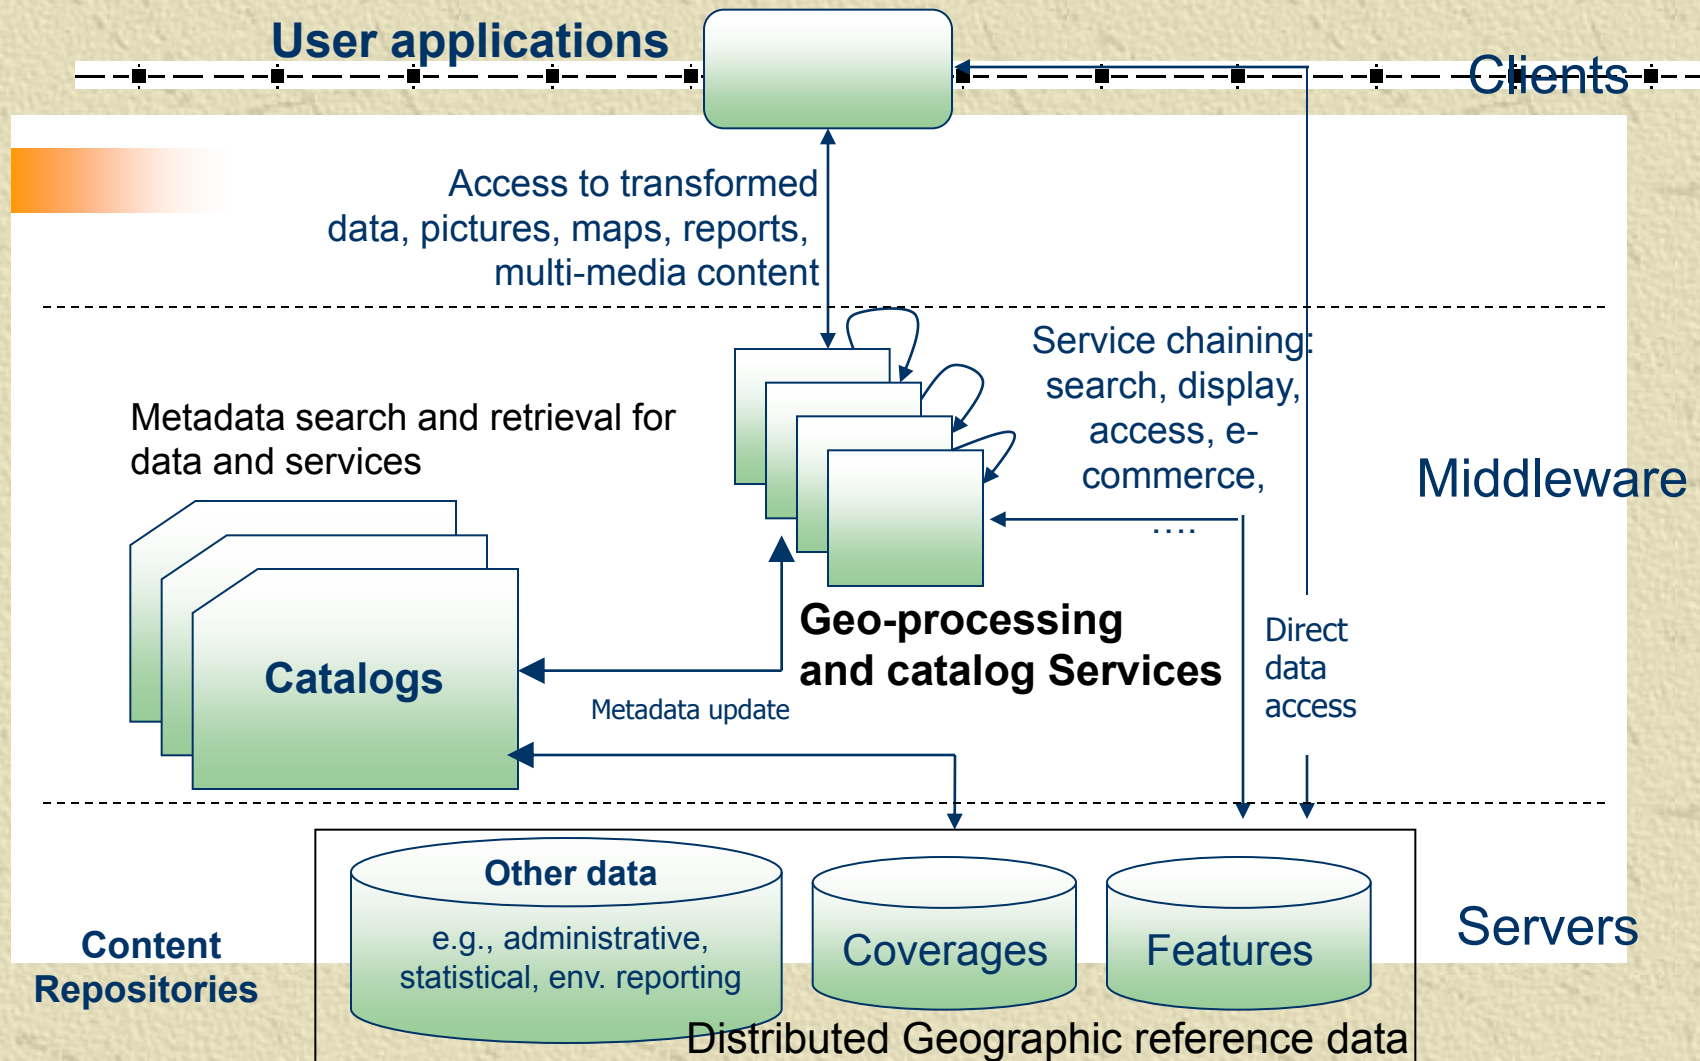 User applications
Clients
Access to transformed
data, pictures, maps, reports,
multi-media content
Service chaining:
search, display,
access, e-
commerce,
....
Metadata search and retrieval for
data and services
Middleware
Catalogs
Geo-processing
and catalog Services
Metadata update
Direct
data
access
Other data
e.g., administrative,
statistical, env. reporting
Coverages
Features
Servers
Content
Repositories
Distributed Geographic reference data